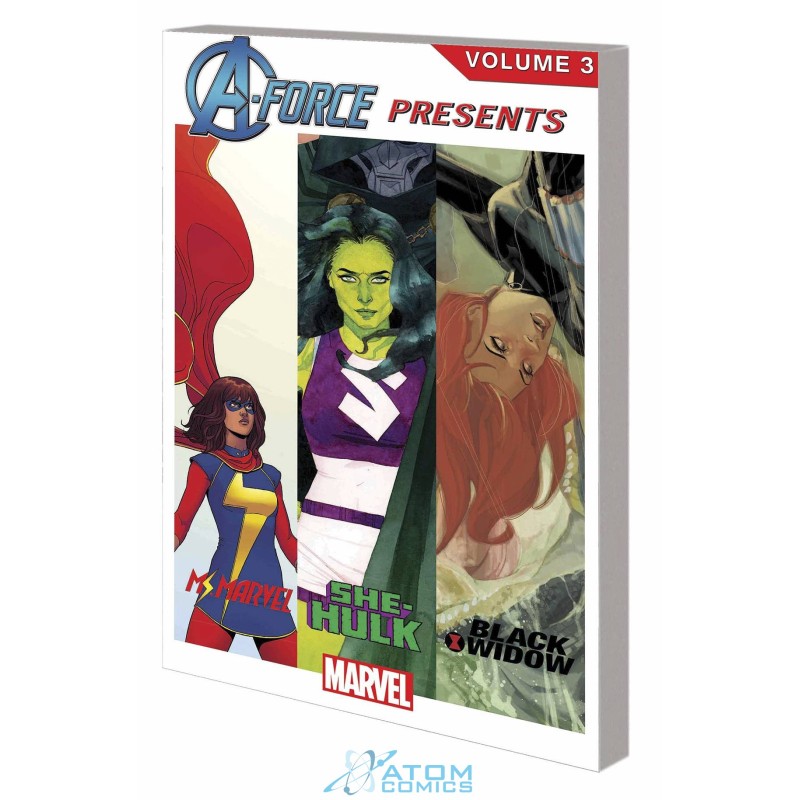 VOLUME 3
A-FORCE PRESENTS
MS. MARVEL
SHE-
HULK
BLACK
WIDOW
MARVEL
ATOM
COMICS